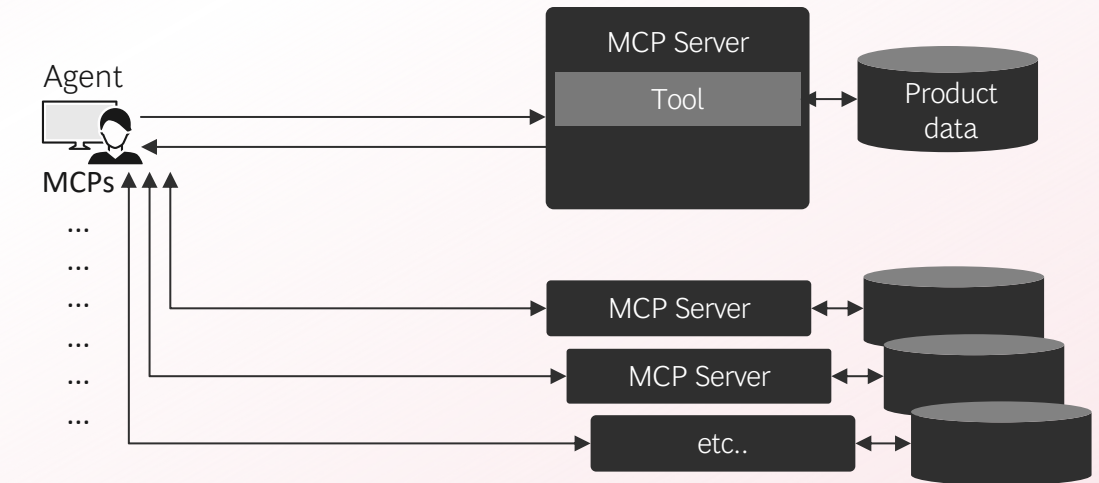 Agent
MCPs
...
...
...
...
...
...
MCP Server
Tool
Product
data
MCP Server
MCP Server
etc..